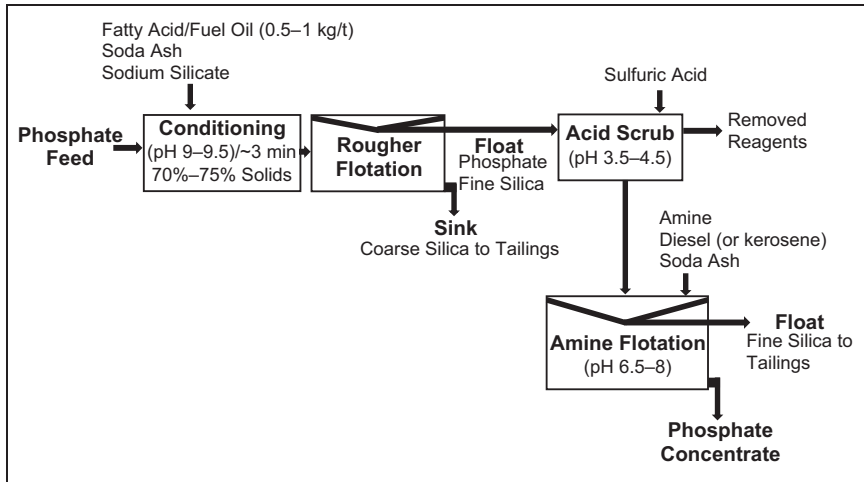 Fatty Acid/Fuel Oil (0.5–1 kg/t)
Soda Ash
Sodium Silicate
Phosphate
Feed
Conditioning
(pH 9–9.5)/~3 min
70%–75% Solids
Rougher
Flotation
Float
Phosphate
Fine Silica
Sink
Coarse Silica to Tailings
Sulfuric Acid
Acid Scrub
(pH 3.5–4.5)
Removed
Reagents
Amine
Diesel (or kerosene)
Soda Ash
Amine Flotation
(pH 6.5–8)
Float
Fine Silica to
Tailings
Phosphate
Concentrate